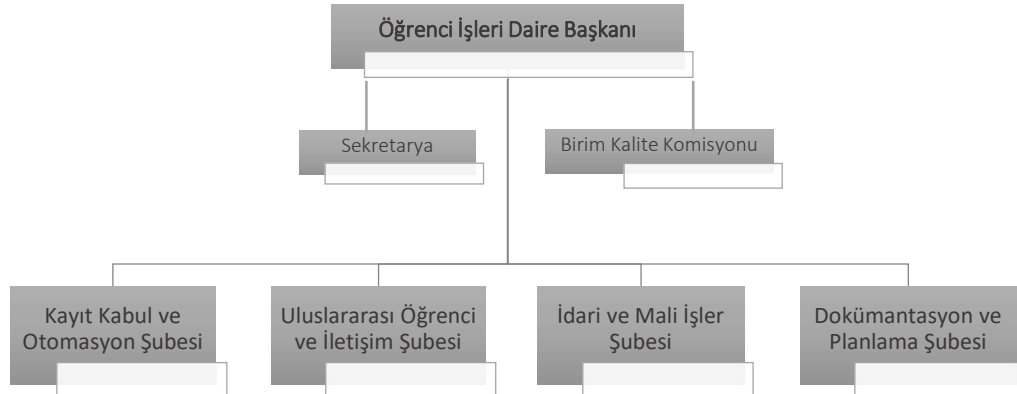 Öğrenci İşleri Daire Başkanı
Sekretarya
Birim Kalite Komisyonu
Kayıt Kabul ve
Otomasyon Şubesi
Uluslararası Öğrenci
ve İletişim Şubesi
İdari ve Mali İşler
Şubesi
Dokümantasyon ve
Planlama Şubesi